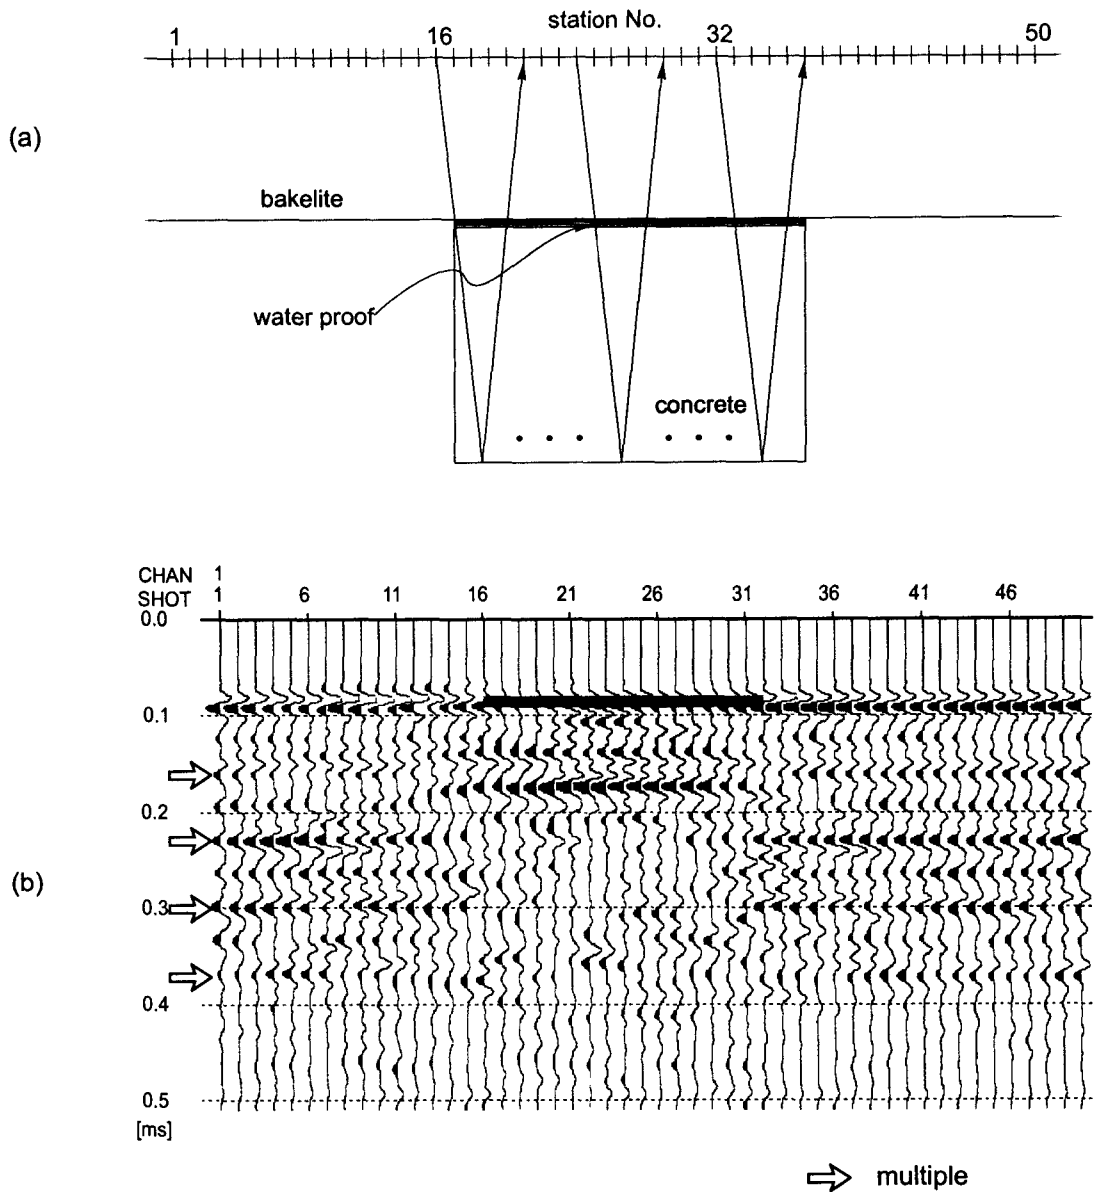 station No.
1 16 32 50
(a)
bakelite
water proof
concrete
CHAN 1
SHOT 1 6 11 16 21 26 31 36 41 46
0.0
0.1
0.2
(b)
0.3
0.4
0.5
[ms]
multiple